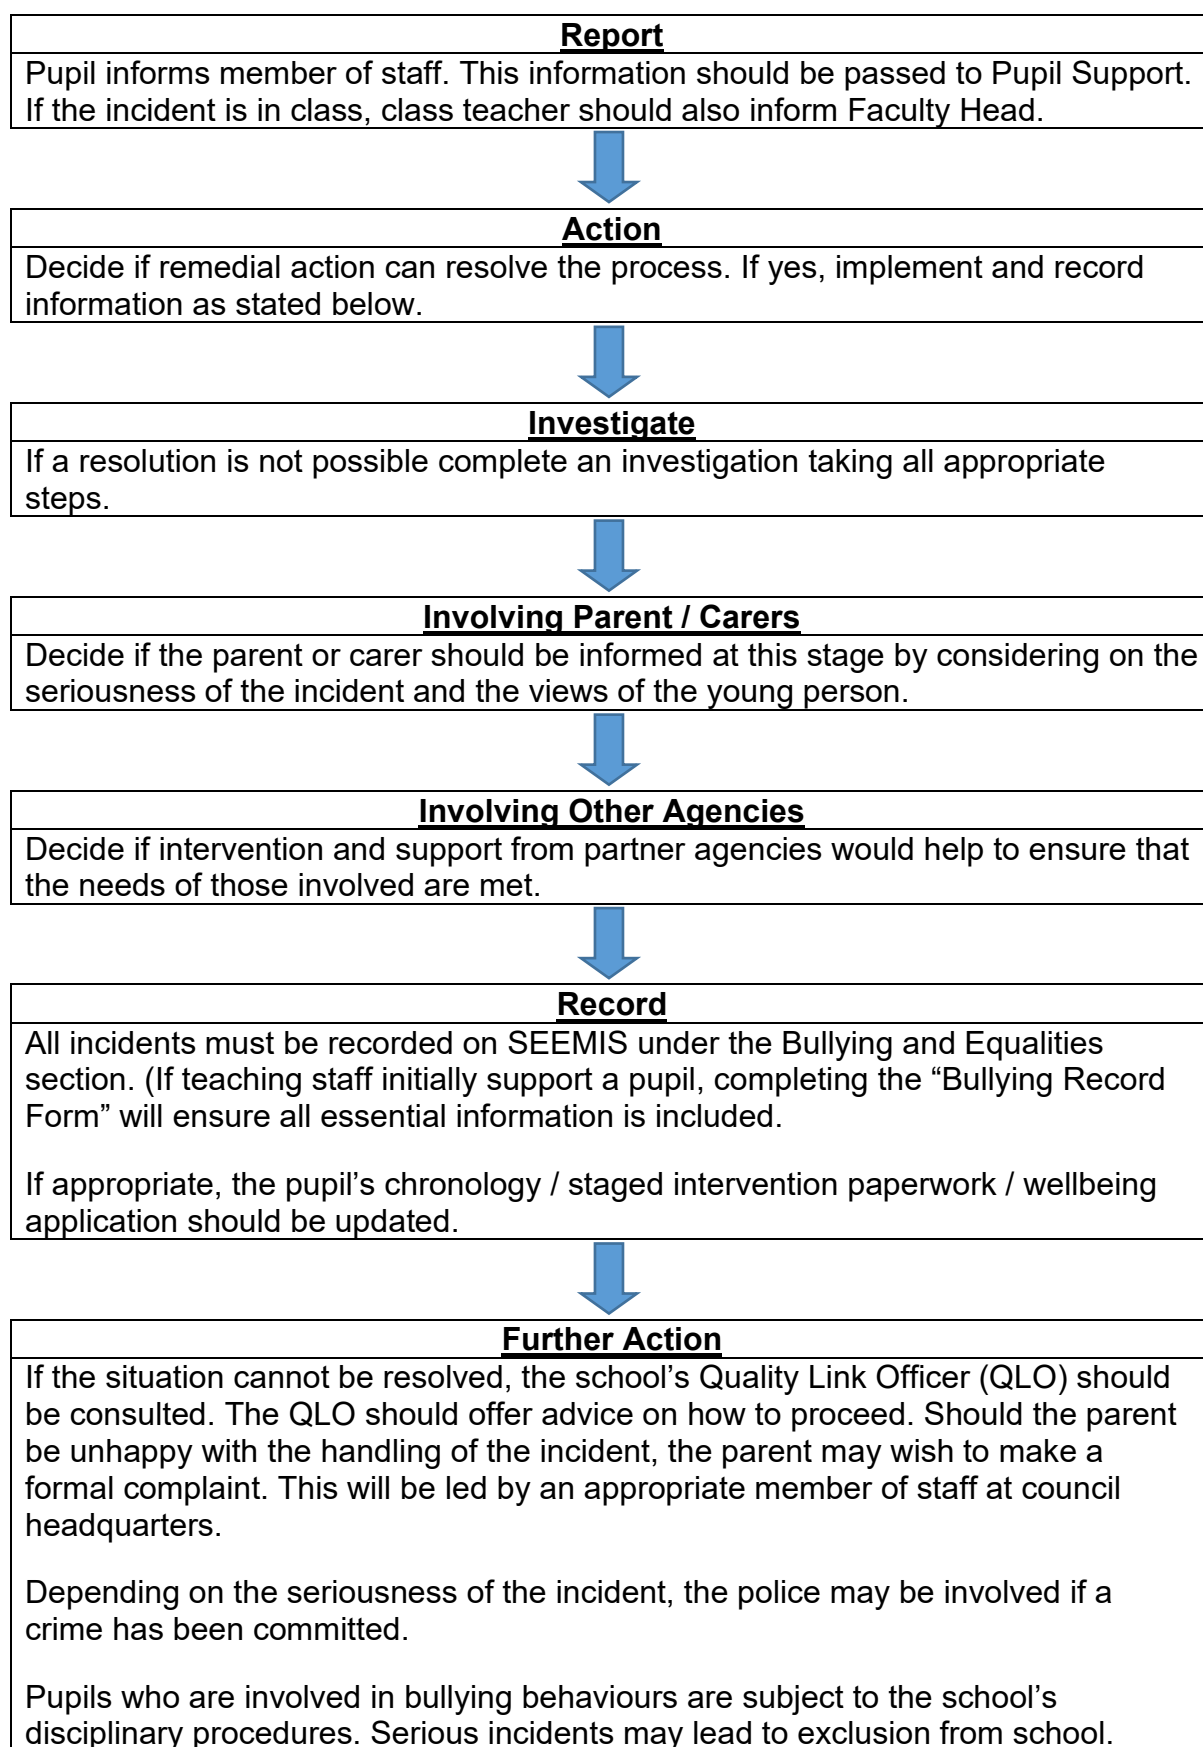 Report
Pupil informs member of staff. This information should be passed to Pupil Support.
If the incident is in class, class teacher should also inform Faculty Head.
Action
Decide if remedial action can resolve the process. If yes, implement and record
information as stated below.
Investigate
If a resolution is not possible complete an investigation taking all appropriate
steps.
Involving Parent / Carers
Decide if the parent or carer should be informed at this stage by considering on the
seriousness of the incident and the views of the young person.
Involving Other Agencies
Decide if intervention and support from partner agencies would help to ensure that
the needs of those involved are met.
Record
All incidents must be recorded on SEEMIS under the Bullying and Equalities
section. (If teaching staff initially support a pupil, completing the “Bullying Record
Form” will ensure all essential information is included.
If appropriate, the pupil’s chronology / staged intervention paperwork / wellbeing
application should be updated.
Further Action
If the situation cannot be resolved, the school’s Quality Link Officer (QLO) should
be consulted. The QLO should offer advice on how to proceed. Should the parent
be unhappy with the handling of the incident, the parent may wish to make a
formal complaint. This will be led by an appropriate member of staff at council
headquarters.
Depending on the seriousness of the incident, the police may be involved if a
crime has been committed.
Pupils who are involved in bullying behaviours are subject to the school’s
disciplinary procedures. Serious incidents may lead to exclusion from school.